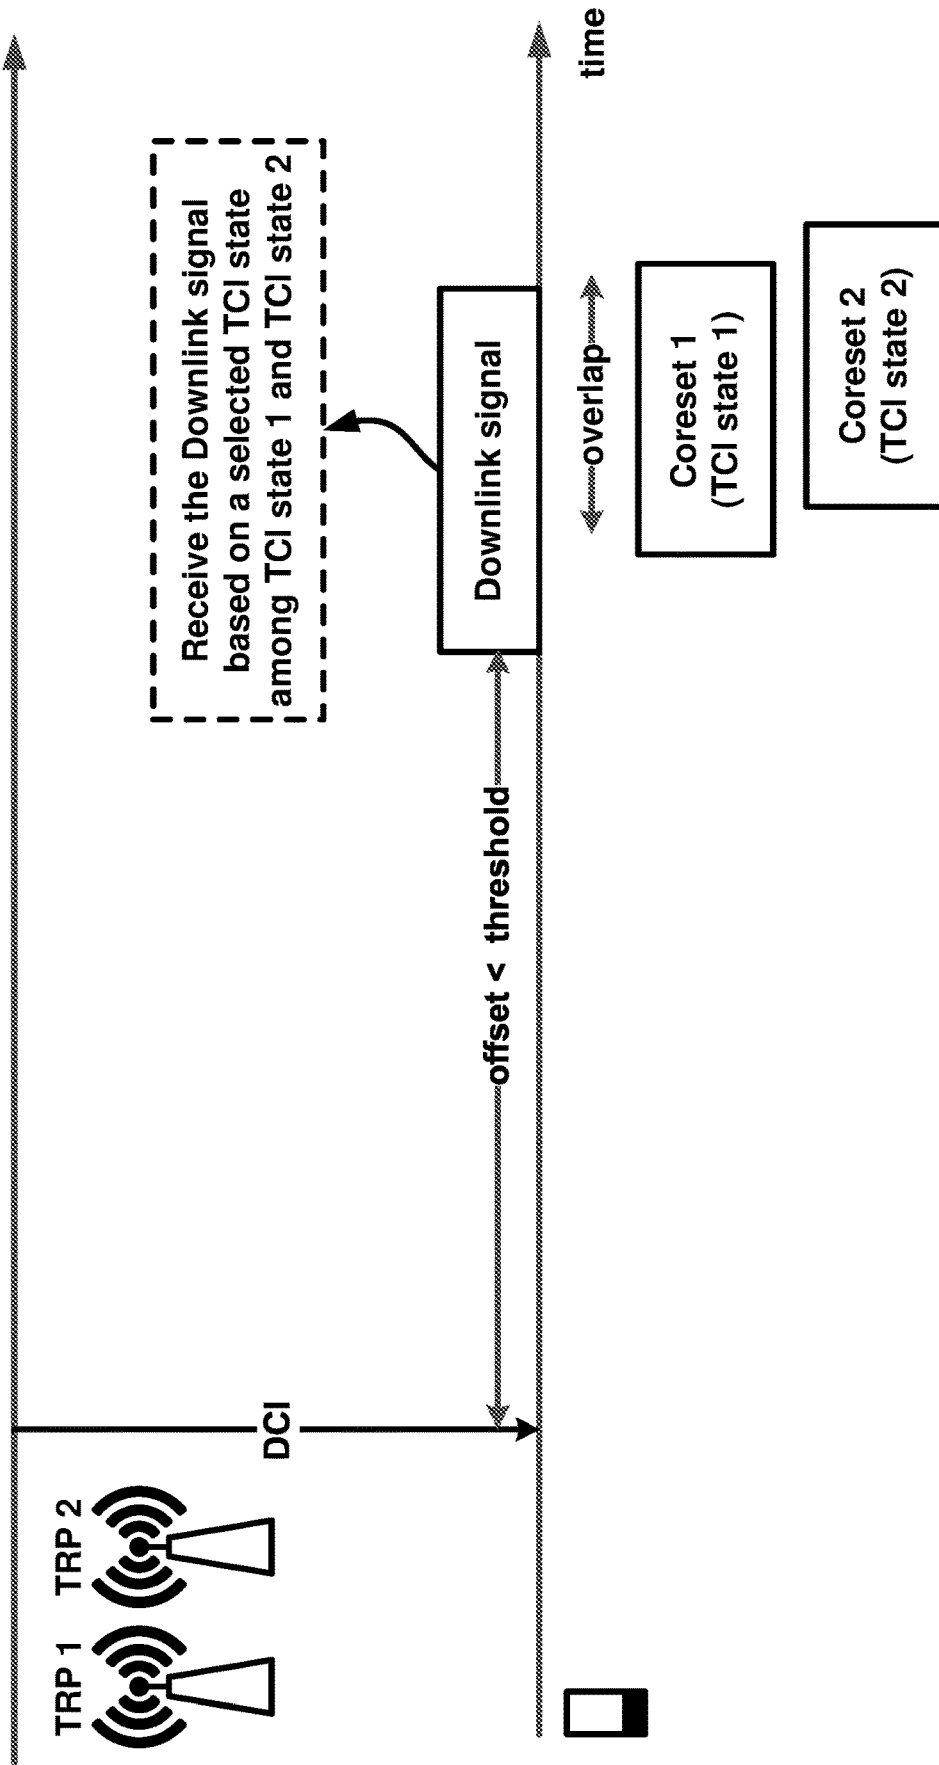 TRP 1
TRP 2
DCI
offset < threshold
Receive the Downlink signal
based on a selected TCI state
among TCI state 1 and TCI state 2
Downlink signal
overlap
time
Coreset 1
(TCI state 1)
Coreset 2
(TCI state 2)